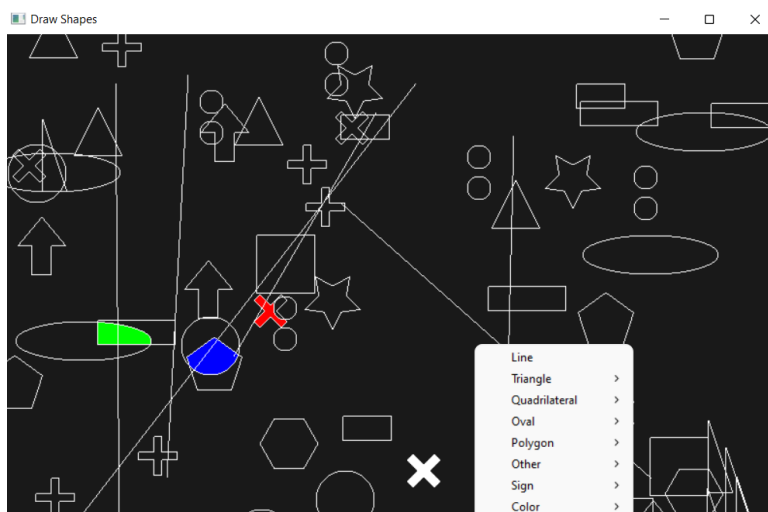 Draw Shapes
Line
Triangle
Quadrilateral
Oval
Polygon
Other
Sign
Color